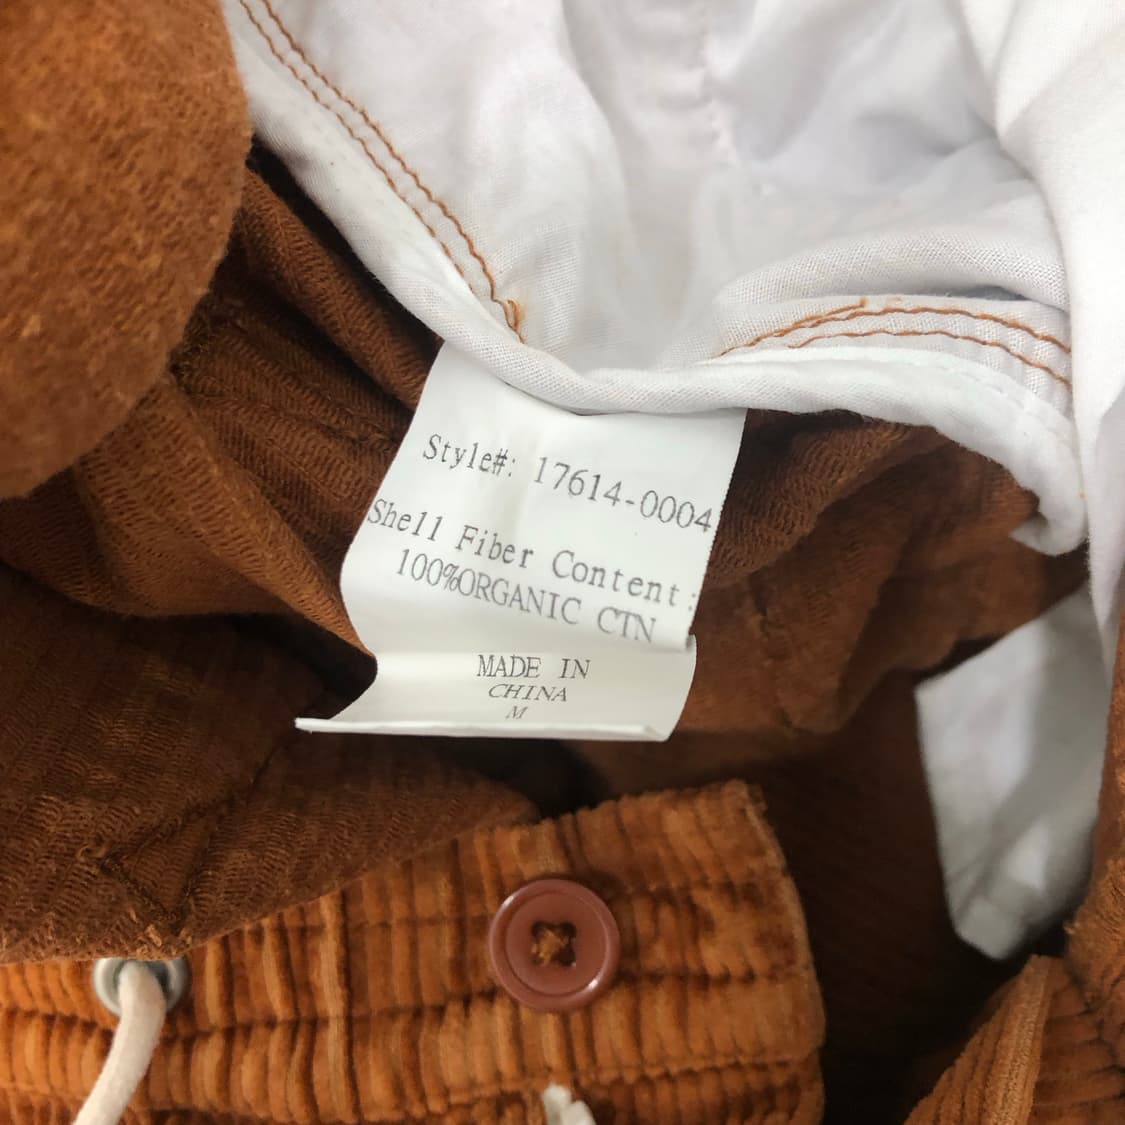 Style#: 17614-0004
Shell Fiber Content:
100%ORGANIC CTN
MADE IN
CHINA
M